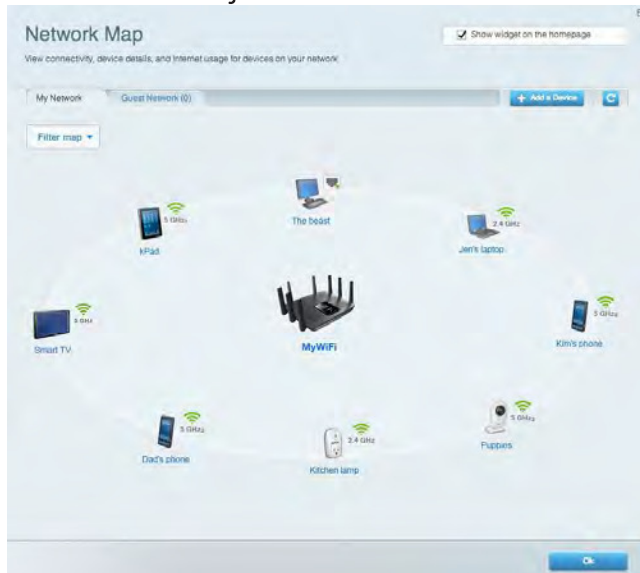 Network Map
Show widget on the homepage
View connectivity, device details, and Internet usage for devices on your network
My Network
Guest Network (0)
+ Add a Device
Filter map
The beast
5 GHz
2.4 GHz
kPad
Jen's laptop
5 GHz
5 GHz
Smart TV
MyWiFi
Kim's phone
5 GHz
2.4 GHz
5 GHz
Dad's phone
Kitchen lamp
Puppies
Ok